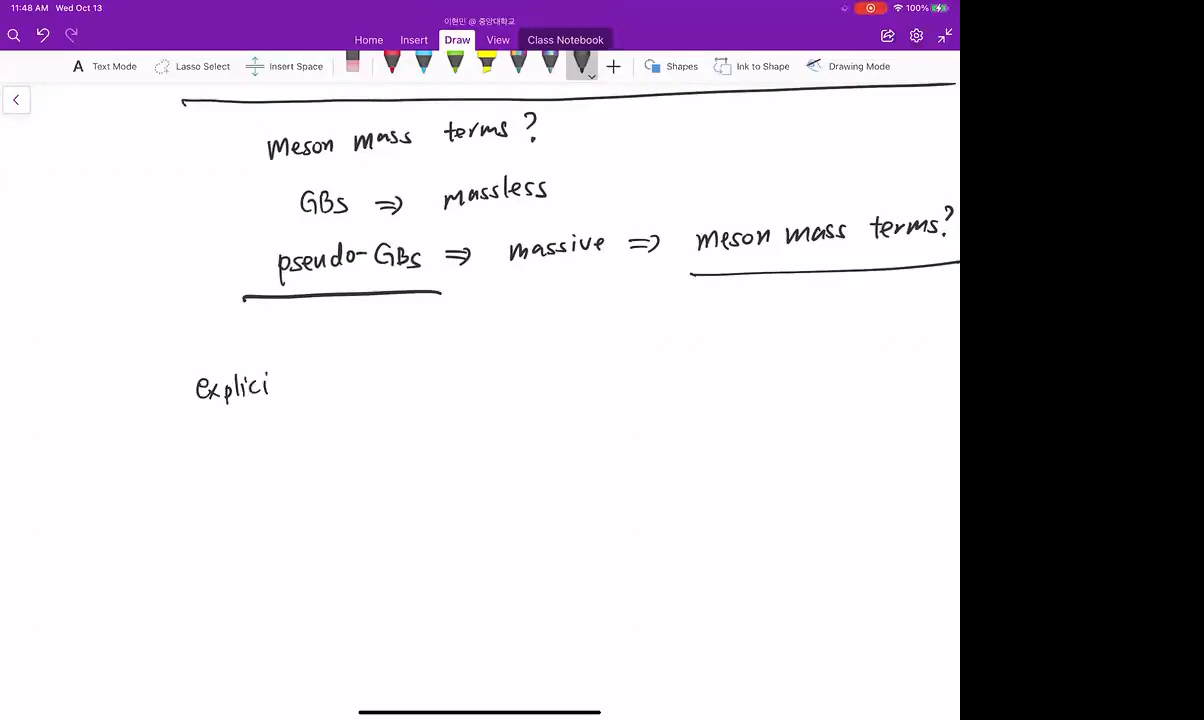 11:48 AM Wed Oct 13
100%
이현민 @ 중앙대학교
Home Insert Draw View Class Notebook
A Text Mode Lasso Select Insert Space Shapes Ink to Shape Drawing Mode
Meson mass terms?
GBs ⇒ massless
pseudo-GBs ⇒ massive ⇒ meson mass terms?
explici